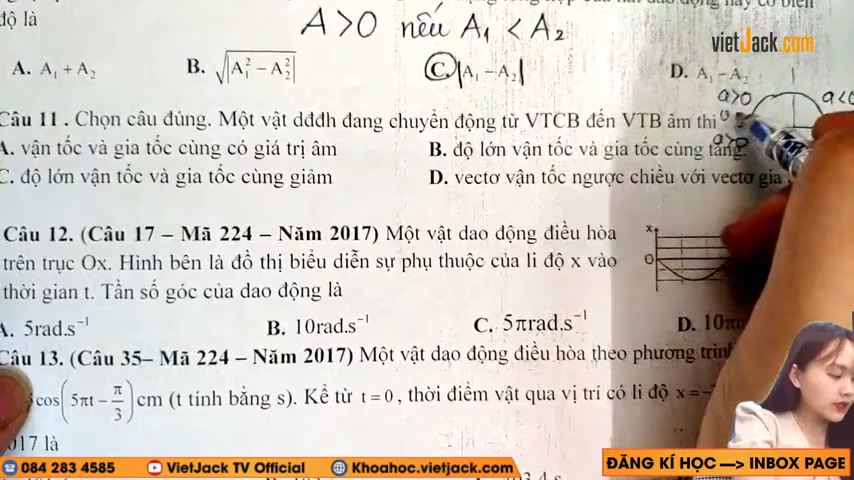 độ là
A>0 nếu A₁ < A₂
vietJack.com
A. A₁ + A₂
B. √|A₁² − A₂²|
C. |A₁ − A₂|
D. A₁ − A₂
a>0
a<0
Câu 11 . Chọn câu đúng. Một vật dđđh đang chuyển động từ VTCB đến VTB âm thì
A. vận tốc và gia tốc cùng có giá trị âm
B. độ lớn vận tốc và gia tốc cùng tăng.
C. độ lớn vận tốc và gia tốc cùng giảm
D. vectơ vận tốc ngược chiều với vectơ gia
Câu 12. (Câu 17 – Mã 224 – Năm 2017) Một vật dao động điều hòa
x
trên trục Ox. Hình bên là đồ thị biểu diễn sự phụ thuộc của li độ x vào
O
thời gian t. Tần số góc của dao động là
A. 5rad.s⁻¹
B. 10rad.s⁻¹
C. 5πrad.s⁻¹
D. 10π
Câu 13. (Câu 35– Mã 224 – Năm 2017) Một vật dao động điều hòa theo phương trình
cos(5πt − π/3) cm (t tính bằng s). Kể từ t = 0, thời điểm vật qua vị trí có li độ x = −
2017 là
084 283 4585
VietJack TV Official
Khoahoc.vietjack.com
ĐĂNG KÍ HỌC —> INBOX PAGE